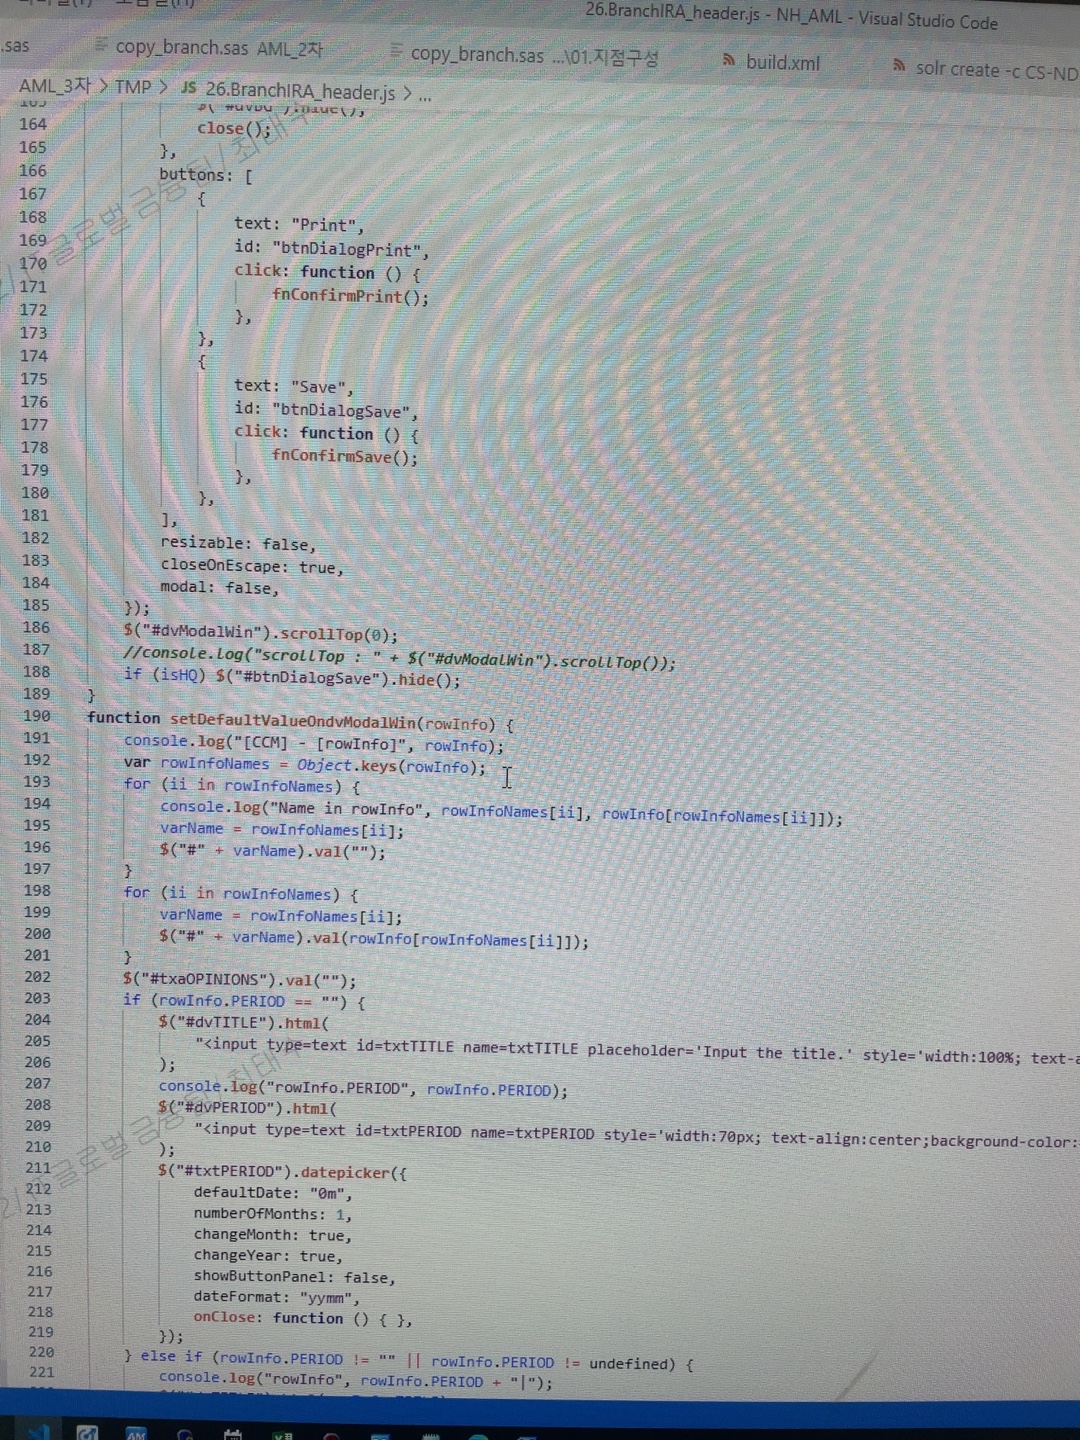 26.BranchIRA_header.js - NH_AML - Visual Studio Code
.sas
copy_branch.sas AML_2차
copy_branch.sas ...\01.지점구성
build.xml
solr create -c CS-ND
AML_3차 > TMP > JS 26.BranchIRA_header.js > ...
164 close();
165 },
166 buttons: [
167 {
168 text: "Print",
169 id: "btnDialogPrint",
170 click: function () {
171 fnConfirmPrint();
172 },
173 },
174 {
175 text: "Save",
176 id: "btnDialogSave",
177 click: function () {
178 fnConfirmSave();
179 },
180 },
181 ],
182 resizable: false,
183 closeOnEscape: true,
184 modal: false,
185 });
186 $("#dvModalWin").scrollTop(0);
187 //console.log("scrollTop : " + $("#dvModalWin").scrollTop());
188 if (isHQ) $("#btnDialogSave").hide();
189 }
190 function setDefaultValueOndvModalWin(rowInfo) {
191 console.log("[CCM] - [rowInfo]", rowInfo);
192 var rowInfoNames = Object.keys(rowInfo);
193 for (ii in rowInfoNames) {
194 console.log("Name in rowInfo", rowInfoNames[ii], rowInfo[rowInfoNames[ii]]);
195 varName = rowInfoNames[ii];
196 $("#" + varName).val("");
197 }
198 for (ii in rowInfoNames) {
199 varName = rowInfoNames[ii];
200 $("#" + varName).val(rowInfo[rowInfoNames[ii]]);
201 }
202 $("#txaOPINIONS").val("");
203 if (rowInfo.PERIOD == "") {
204 $("#dvTITLE").html(
205 "<input type=text id=txtTITLE name=txtTITLE placeholder='Input the title.' style='width:100%; text-a
206 );
207 console.log("rowInfo.PERIOD", rowInfo.PERIOD);
208 $("#dvPERIOD").html(
209 "<input type=text id=txtPERIOD name=txtPERIOD style='width:70px; text-align:center;background-color:
210 );
211 $("#txtPERIOD").datepicker({
212 defaultDate: "0m",
213 numberOfMonths: 1,
214 changeMonth: true,
215 changeYear: true,
216 showButtonPanel: false,
217 dateFormat: "yymm",
218 onClose: function () { },
219 });
220 } else if (rowInfo.PERIOD != "" || rowInfo.PERIOD != undefined) {
221 console.log("rowInfo", rowInfo.PERIOD + "|");